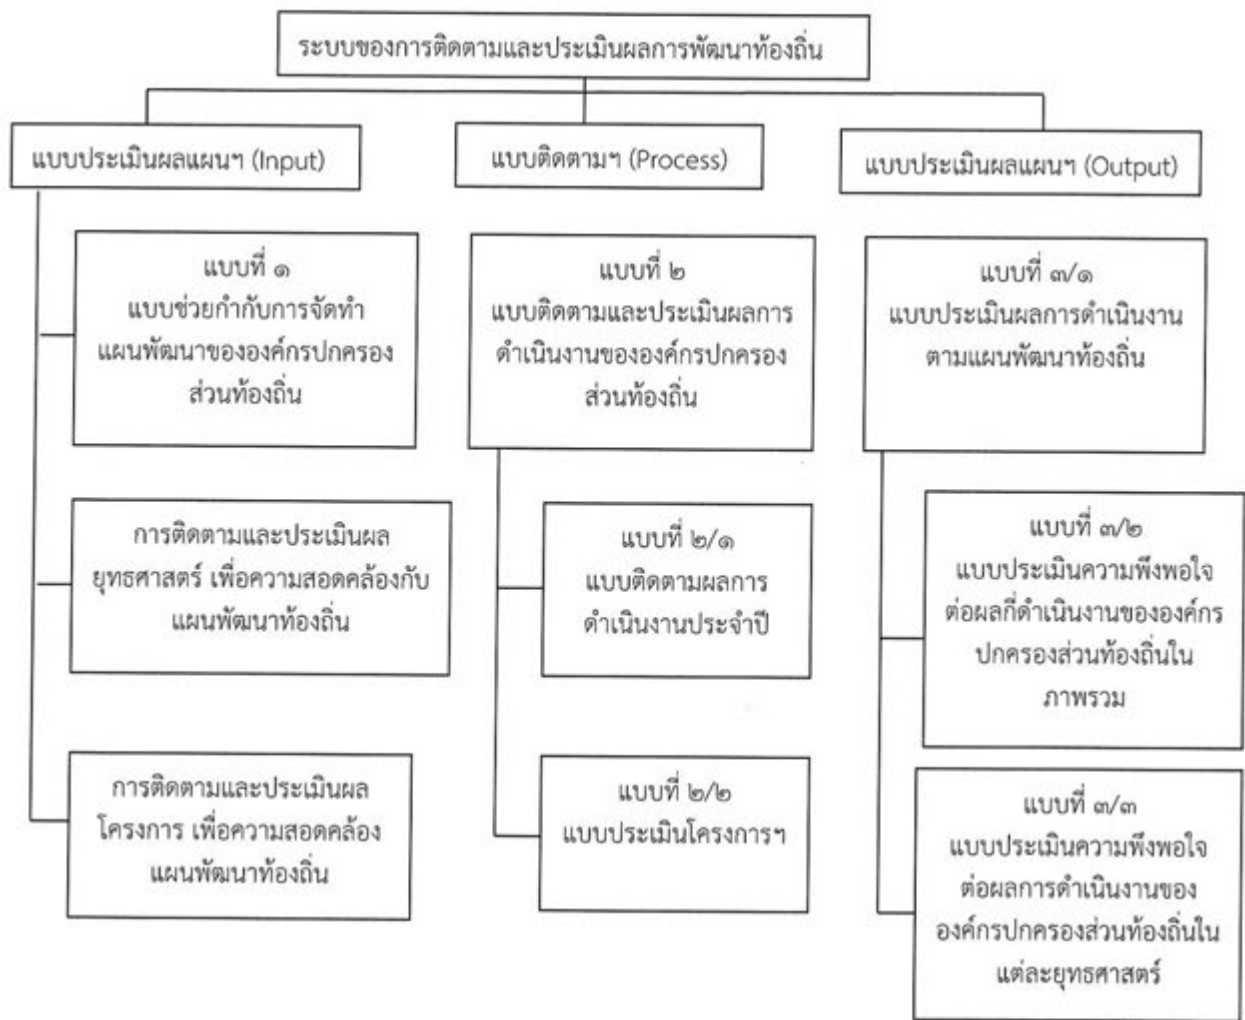 ระบบของการติดตามและประเมินผลการพัฒนาท้องถิ่น
แบบประเมินผลแผนฯ (Input)
แบบติดตามฯ (Process)
แบบประเมินผลแผนฯ (Output)
แบบที่ ๑
แบบช่วยกำกับการจัดทำ
แผนพัฒนาขององค์กรปกครอง
ส่วนท้องถิ่น
การติดตามและประเมินผล
ยุทธศาสตร์ เพื่อความสอดคล้องกับ
แผนพัฒนาท้องถิ่น
การติดตามและประเมินผล
โครงการ เพื่อความสอดคล้อง
แผนพัฒนาท้องถิ่น
แบบที่ ๒
แบบติดตามและประเมินผลการ
ดำเนินงานขององค์กรปกครอง
ส่วนท้องถิ่น
แบบที่ ๒/๑
แบบติดตามผลการ
ดำเนินงานประจำปี
แบบที่ ๒/๒
แบบประเมินโครงการฯ
แบบที่ ๓/๑
แบบประเมินผลการดำเนินงาน
ตามแผนพัฒนาท้องถิ่น
แบบที่ ๓/๒
แบบประเมินความพึงพอใจ
ต่อผลกี่ดำเนินงานขององค์กร
ปกครองส่วนท้องถิ่นใน
ภาพรวม
แบบที่ ๓/๓
แบบประเมินความพึงพอใจ
ต่อผลการดำเนินงานของ
องค์กรปกครองส่วนท้องถิ่นใน
แต่ละยุทธศาสตร์